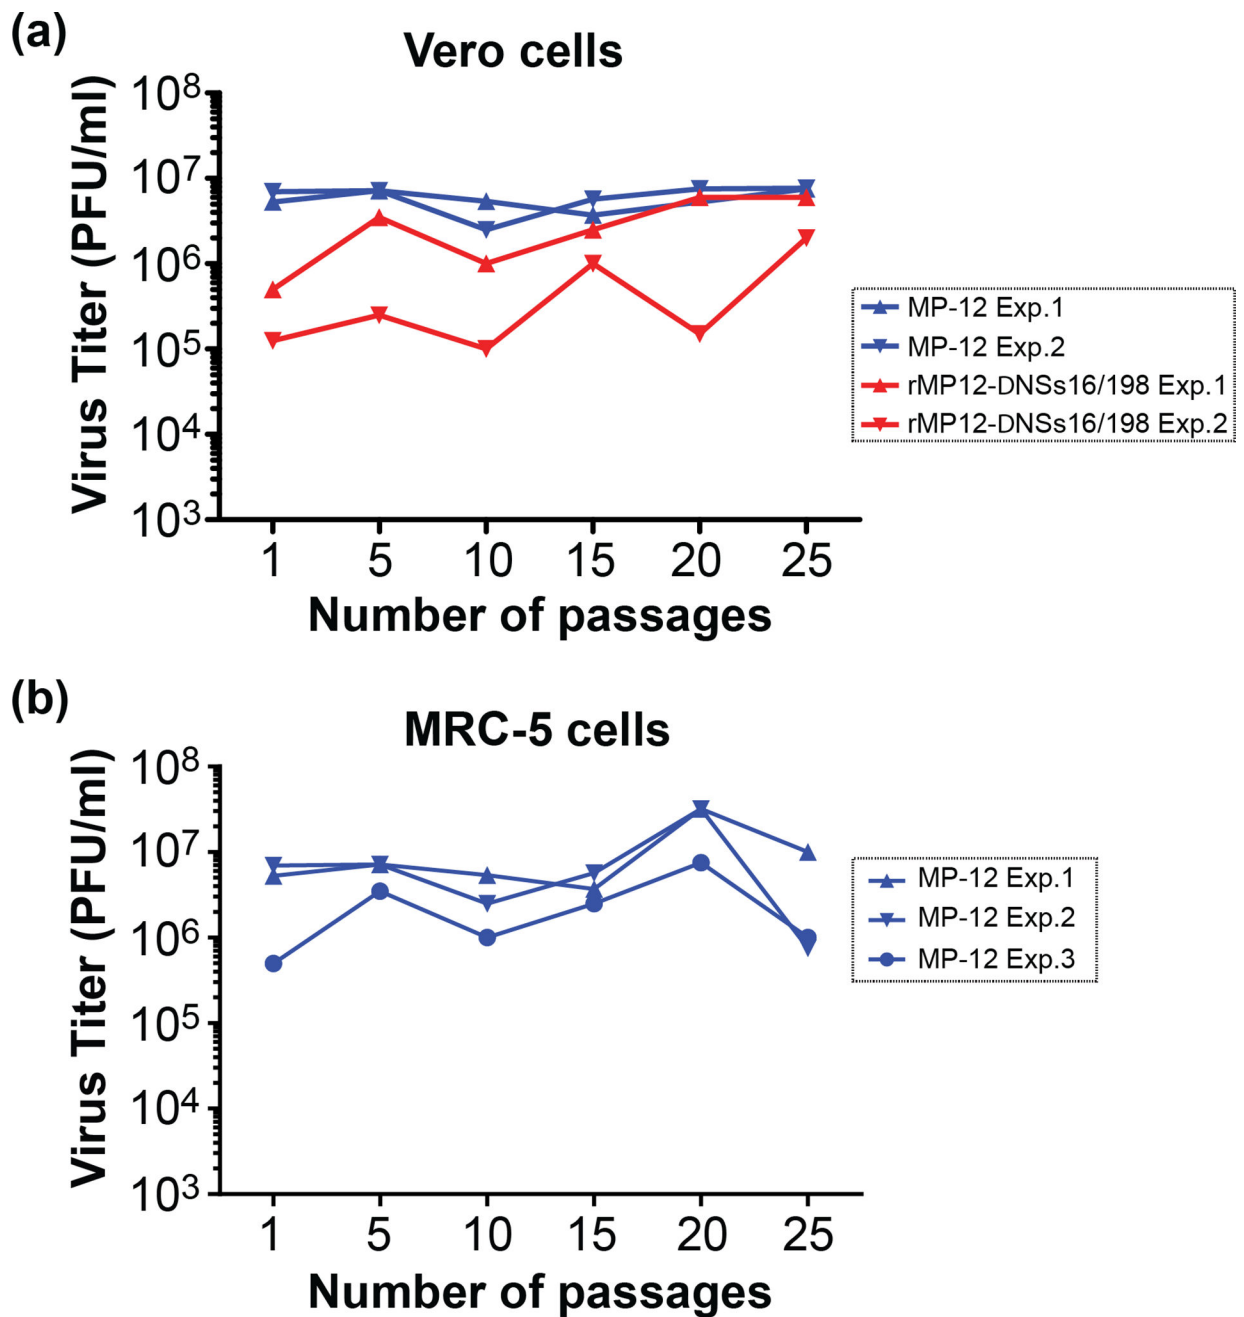 (a)
Vero cells
Virus Titer (PFU/ml)
10⁸
10⁷
10⁶
10⁵
10⁴
10³
1 5 10 15 20 25
Number of passages
MP-12 Exp.1
MP-12 Exp.2
rMP12-DNSs16/198 Exp.1
rMP12-DNSs16/198 Exp.2
(b)
MRC-5 cells
Virus Titer (PFU/ml)
10⁸
10⁷
10⁶
10⁵
10⁴
10³
1 5 10 15 20 25
Number of passages
MP-12 Exp.1
MP-12 Exp.2
MP-12 Exp.3